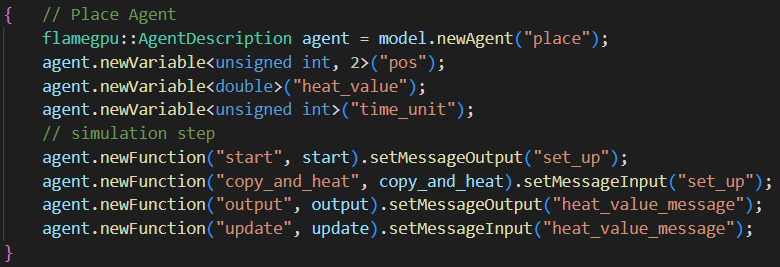 {   // Place Agent
    flamegpu::AgentDescription agent = model.newAgent("place");
    agent.newVariable<unsigned int, 2>("pos");
    agent.newVariable<double>("heat_value");
    agent.newVariable<unsigned int>("time_unit");
    // simulation step
    agent.newFunction("start", start).setMessageOutput("set_up");
    agent.newFunction("copy_and_heat", copy_and_heat).setMessageInput("set_up");
    agent.newFunction("output", output).setMessageOutput("heat_value_message");
    agent.newFunction("update", update).setMessageInput("heat_value_message");
}